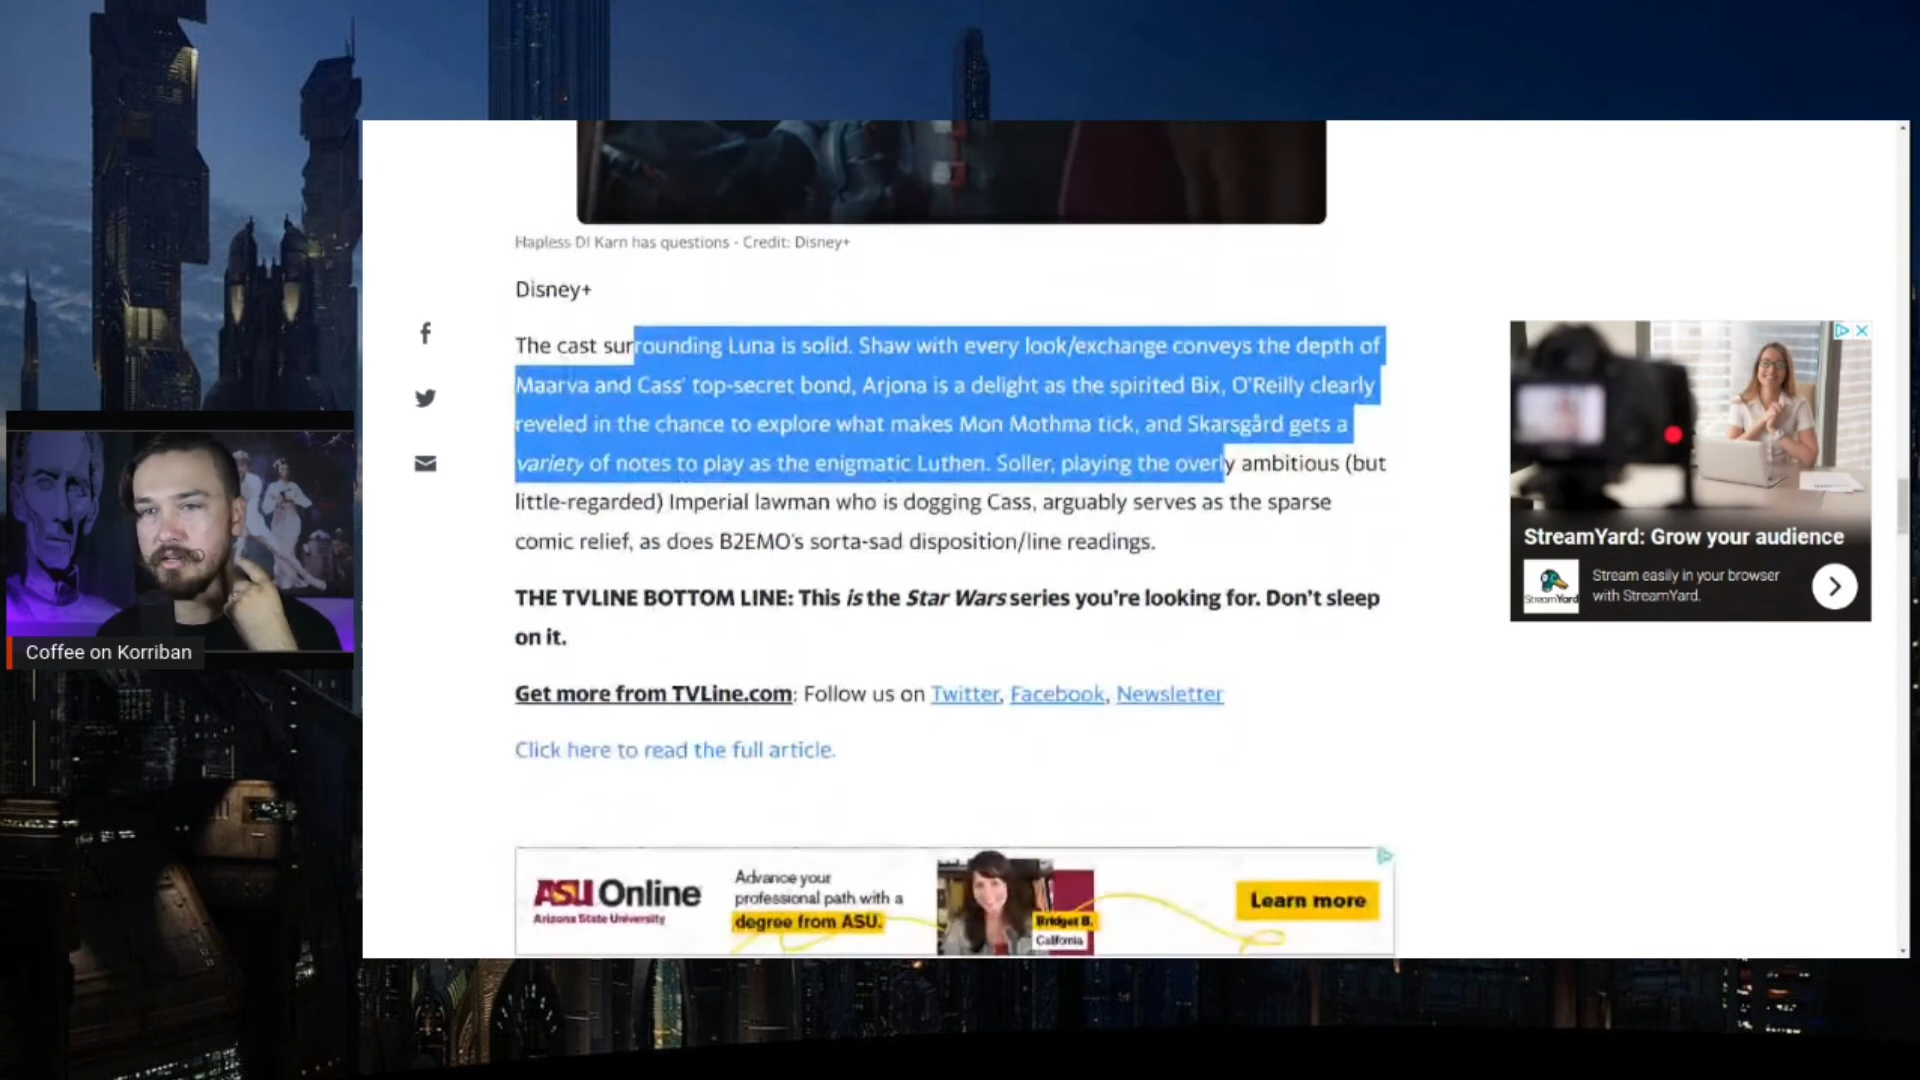 Hapless DI Karn has questions - Credit: Disney+
Disney+
The cast surrounding Luna is solid. Shaw with every look/exchange conveys the depth of
Maarva and Cass' top-secret bond, Arjona is a delight as the spirited Bix, O'Reilly clearly
reveled in the chance to explore what makes Mon Mothma tick, and Skarsgård gets a
variety of notes to play as the enigmatic Luthen. Soller, playing the overly ambitious (but
little-regarded) Imperial lawman who is dogging Cass, arguably serves as the sparse
comic relief, as does B2EMO's sorta-sad disposition/line readings.
THE TVLINE BOTTOM LINE: This is the Star Wars series you're looking for. Don't sleep
on it.
Get more from TVLine.com: Follow us on Twitter, Facebook, Newsletter
Click here to read the full article.
Coffee on Korriban
StreamYard: Grow your audience
StreamYard
Stream easily in your browser
with StreamYard.
ASU Online
Arizona State University
Advance your
professional path with a
degree from ASU.
Bridget B.
California
Learn more